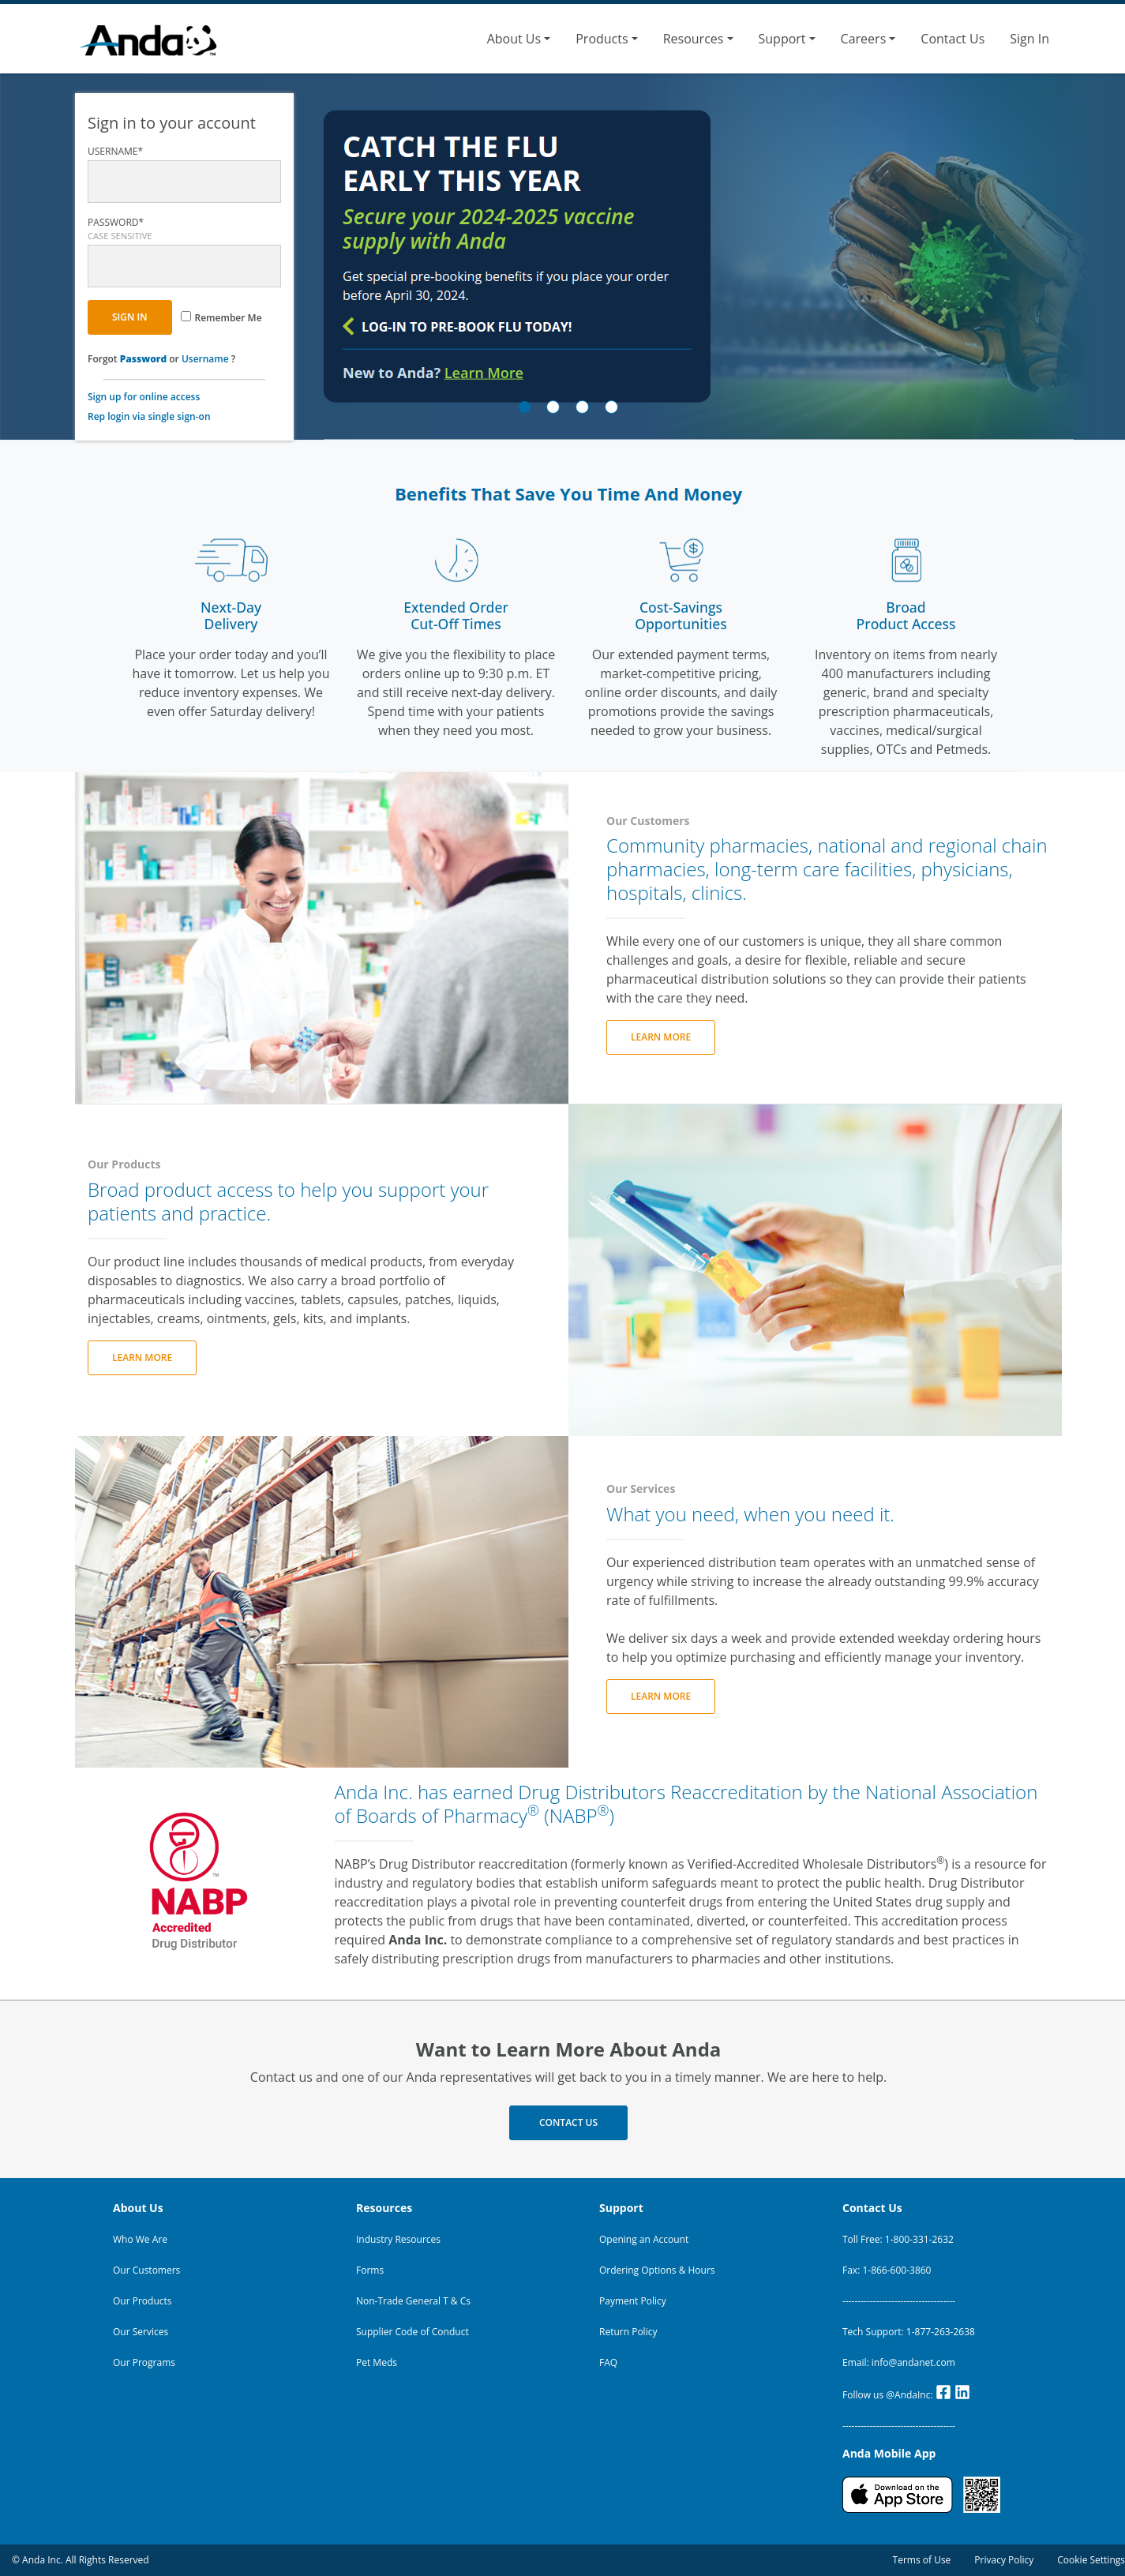 Anda
About Us
Products
Resources
Support
Careers
Contact Us
Sign In
Sign in to your account
USERNAME*
PASSWORD*
CASE SENSITIVE
SIGN IN
Remember Me
Forgot Password or Username ?
Sign up for online access
Rep login via single sign-on
CATCH THE FLU
EARLY THIS YEAR
Secure your 2024-2025 vaccine
supply with Anda
Get special pre-booking benefits if you place your order
before April 30, 2024.
LOG-IN TO PRE-BOOK FLU TODAY!
New to Anda? Learn More
Benefits That Save You Time And Money
Next-Day
Delivery
Place your order today and you’ll
have it tomorrow. Let us help you
reduce inventory expenses. We
even offer Saturday delivery!
Extended Order
Cut-Off Times
We give you the flexibility to place
orders online up to 9:30 p.m. ET
and still receive next-day delivery.
Spend time with your patients
when they need you most.
Cost-Savings
Opportunities
Our extended payment terms,
market-competitive pricing,
online order discounts, and daily
promotions provide the savings
needed to grow your business.
Broad
Product Access
Inventory on items from nearly
400 manufacturers including
generic, brand and specialty
prescription pharmaceuticals,
vaccines, medical/surgical
supplies, OTCs and Petmeds.
Our Customers
Community pharmacies, national and regional chain
pharmacies, long-term care facilities, physicians,
hospitals, clinics.
While every one of our customers is unique, they all share common
challenges and goals, a desire for flexible, reliable and secure
pharmaceutical distribution solutions so they can provide their patients
with the care they need.
LEARN MORE
Our Products
Broad product access to help you support your
patients and practice.
Our product line includes thousands of medical products, from everyday
disposables to diagnostics. We also carry a broad portfolio of
pharmaceuticals including vaccines, tablets, capsules, patches, liquids,
injectables, creams, ointments, gels, kits, and implants.
LEARN MORE
Our Services
What you need, when you need it.
Our experienced distribution team operates with an unmatched sense of
urgency while striving to increase the already outstanding 99.9% accuracy
rate of fulfillments.
We deliver six days a week and provide extended weekday ordering hours
to help you optimize purchasing and efficiently manage your inventory.
LEARN MORE
NABP
Accredited
Drug Distributor
Anda Inc. has earned Drug Distributors Reaccreditation by the National Association
of Boards of Pharmacy® (NABP®)
NABP’s Drug Distributor reaccreditation (formerly known as Verified-Accredited Wholesale Distributors®) is a resource for
industry and regulatory bodies that establish uniform safeguards meant to protect the public health. Drug Distributor
reaccreditation plays a pivotal role in preventing counterfeit drugs from entering the United States drug supply and
protects the public from drugs that have been contaminated, diverted, or counterfeited. This accreditation process
required Anda Inc. to demonstrate compliance to a comprehensive set of regulatory standards and best practices in
safely distributing prescription drugs from manufacturers to pharmacies and other institutions.
Want to Learn More About Anda
Contact us and one of our Anda representatives will get back to you in a timely manner. We are here to help.
CONTACT US
About Us
Who We Are
Our Customers
Our Products
Our Services
Our Programs
Resources
Industry Resources
Forms
Non-Trade General T & Cs
Supplier Code of Conduct
Pet Meds
Support
Opening an Account
Ordering Options & Hours
Payment Policy
Return Policy
FAQ
Contact Us
Toll Free: 1-800-331-2632
Fax: 1-866-600-3860
-------------------------------------
Tech Support: 1-877-263-2638
Email: info@andanet.com
Follow us @AndaInc:
-------------------------------------
Anda Mobile App
Download on the
App Store
© Anda Inc. All Rights Reserved
Terms of Use
Privacy Policy
Cookie Settings